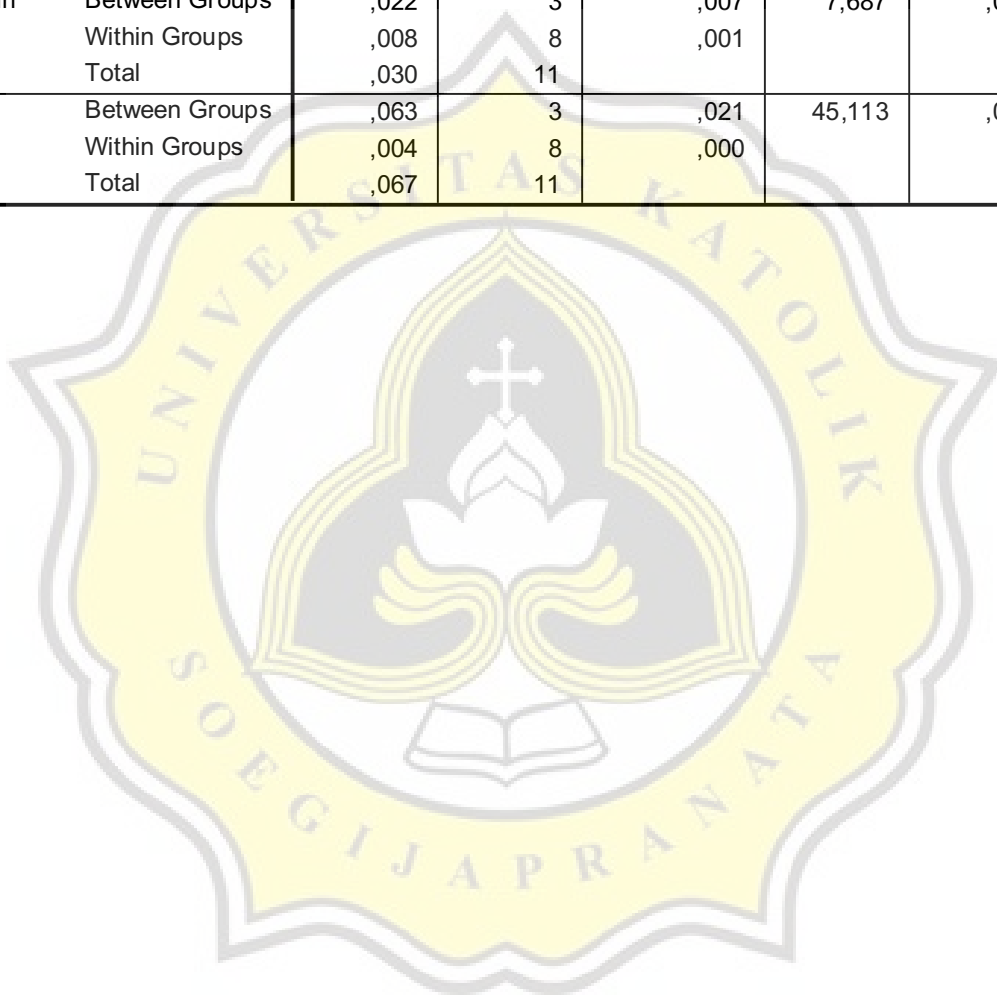 Between Groups ,022 3 ,007 7,687
Within Groups ,008 8 ,001
Total ,030 11
Between Groups ,063 3 ,021 45,113
Within Groups ,004 8 ,000
Total ,067 11
UNIVERSITAS KATOLIK
SOEGIJAPRANATA